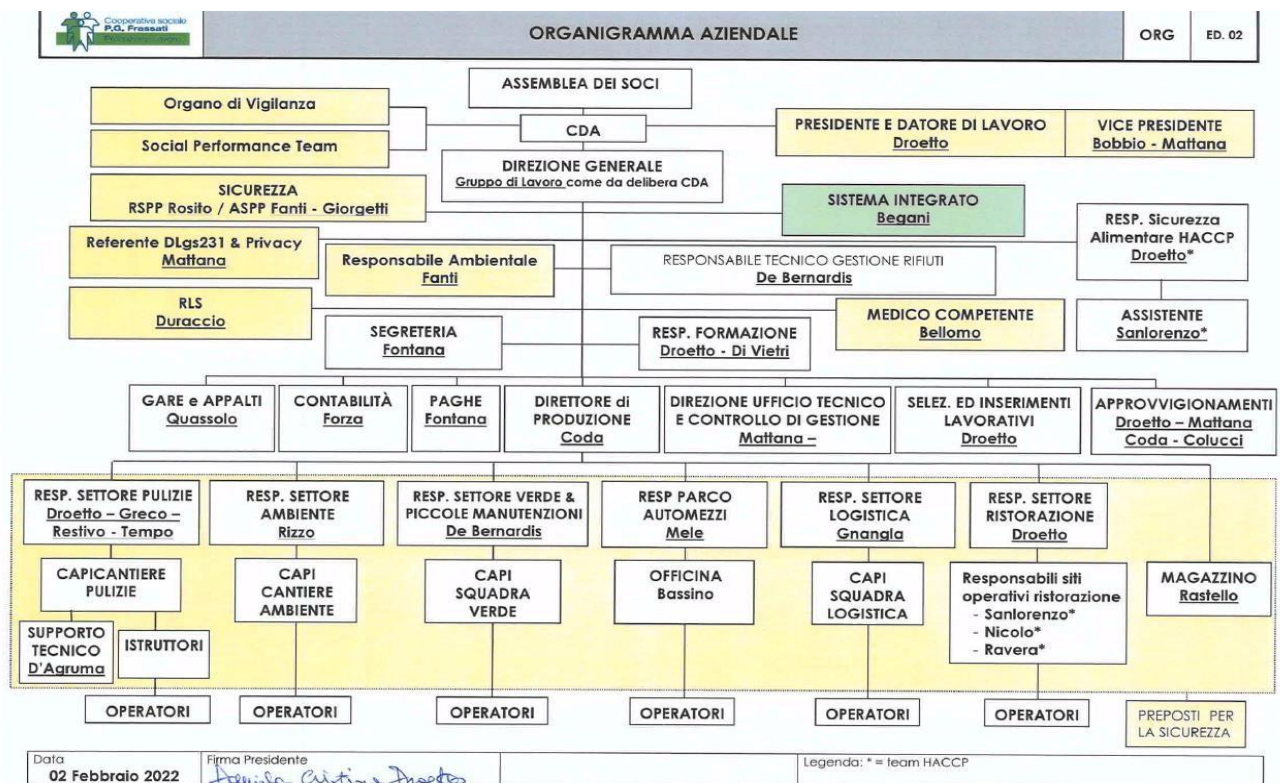 Cooperativa sociale
P.G. Frassati
ORGANIGRAMMA AZIENDALE
ORG
ED. 02
ASSEMBLEA DEI SOCI
Organo di Vigilanza
Social Performance Team
CDA
PRESIDENTE E DATORE DI LAVORO
Droetto
VICE PRESIDENTE
Bobbio - Mattana
DIREZIONE GENERALE
Gruppo di Lavoro come da delibera CDA
SICUREZZA
RSPP Rosito / ASPP Fanti - Giorgetti
SISTEMA INTEGRATO
Begani
RESP. Sicurezza
Alimentare HACCP
Droetto*
Referente DLgs231 & Privacy
Mattana
Responsabile Ambientale
Fanti
RESPONSABILE TECNICO GESTIONE RIFIUTI
De Bernardis
RLS
Duraccio
MEDICO COMPETENTE
Bellomo
ASSISTENTE
Sanlorenzo*
SEGRETERIA
Fontana
RESP. FORMAZIONE
Droetto - Di Vietri
GARE e APPALTI
Quassolo
CONTABILITÀ
Forza
PAGHE
Fontana
DIRETTORE di
PRODUZIONE
Coda
DIREZIONE UFFICIO TECNICO
E CONTROLLO DI GESTIONE
Mattana –
SELEZ. ED INSERIMENTI
LAVORATIVI
Droetto
APPROVVIGIONAMENTI
Droetto – Mattana
Coda - Colucci
RESP. SETTORE PULIZIE
Droetto – Greco –
Restivo - Tempo
RESP. SETTORE
AMBIENTE
Rizzo
RESP. SETTORE VERDE &
PICCOLE MANUTENZIONI
De Bernardis
RESP PARCO
AUTOMEZZI
Mele
RESP. SETTORE
LOGISTICA
Gnangla
RESP. SETTORE
RISTORAZIONE
Droetto
CAPICANTIERE
PULIZIE
CAPI
CANTIERE
AMBIENTE
CAPI
SQUADRA
VERDE
OFFICINA
Bassino
CAPI
SQUADRA
LOGISTICA
Responsabili siti
operativi ristorazione
- Sanlorenzo*
- Nicolo*
- Ravera*
MAGAZZINO
Rastello
SUPPORTO
TECNICO
D'Agruma
ISTRUTTORI
OPERATORI
OPERATORI
OPERATORI
OPERATORI
OPERATORI
OPERATORI
PREPOSTI PER
LA SICUREZZA
Data
02 Febbraio 2022
Firma Presidente
Legenda: * = team HACCP